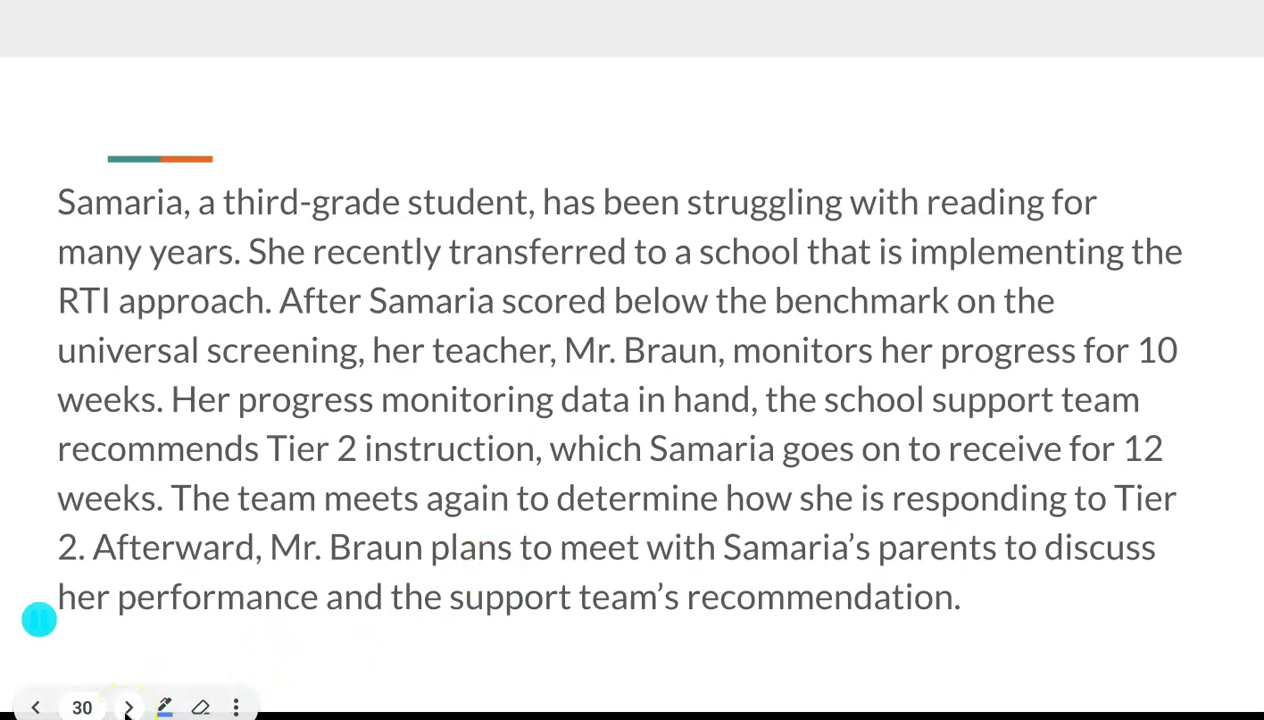 Samaria, a third-grade student, has been struggling with reading for
many years. She recently transferred to a school that is implementing the
RTI approach. After Samaria scored below the benchmark on the
universal screening, her teacher, Mr. Braun, monitors her progress for 10
weeks. Her progress monitoring data in hand, the school support team
recommends Tier 2 instruction, which Samaria goes on to receive for 12
weeks. The team meets again to determine how she is responding to Tier
2. Afterward, Mr. Braun plans to meet with Samaria’s parents to discuss
her performance and the support team’s recommendation.
30